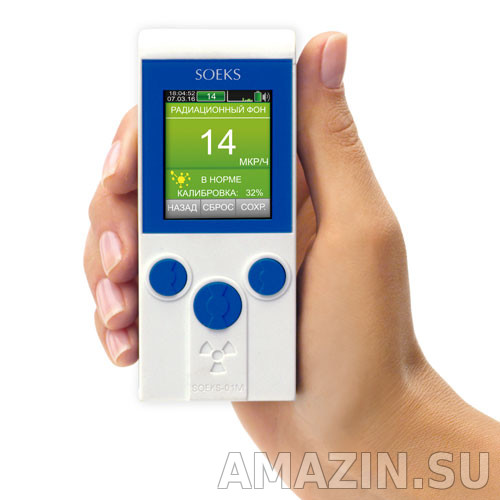 SOEKS
18:04:52
07.03.16
14
РАДИАЦИОННЫЙ ФОН
14
МКР/Ч
В НОРМЕ
КАЛИБРОВКА: 32%
НАЗАД СБРОС СОХР.
SOEKS-01M
AMAZIN.SU